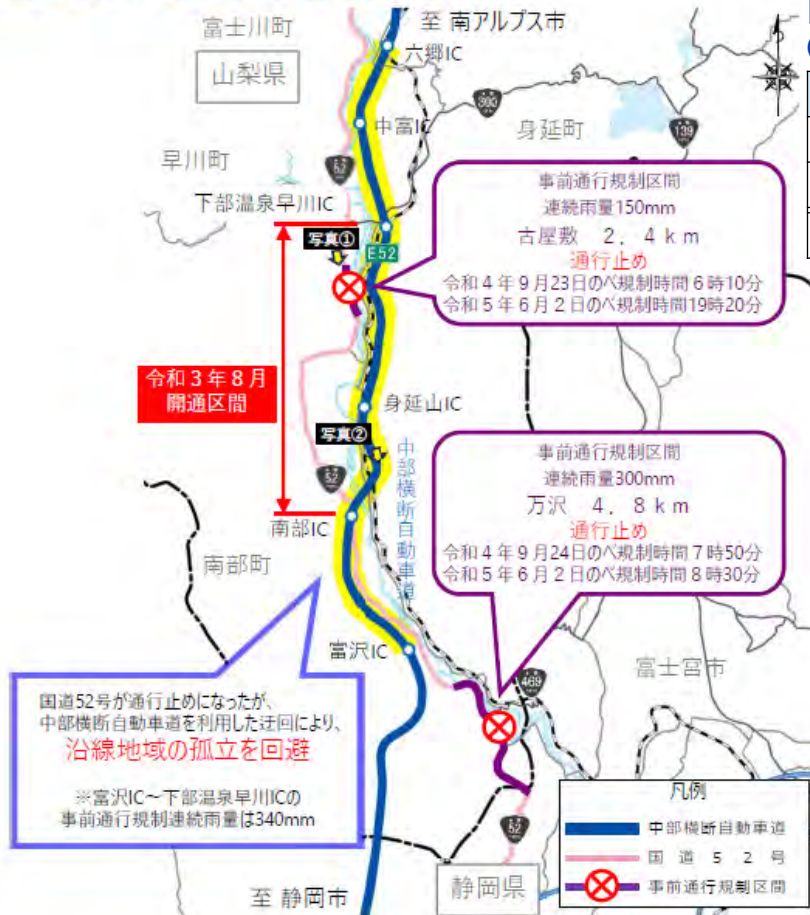 富士川町
至 南アルプス市
六郷IC
山梨県
300
中富IC
身延町
139
早川町
52
下部温泉早川IC
写真①
E52
事前通行規制区間
連続雨量150mm
古屋敷 2.4km
通行止め
令和4年9月23日のべ規制時間6時10分
令和5年6月2日のべ規制時間19時20分
令和3年8月
開通区間
身延山IC
写真②
52
中部横断自動車道
事前通行規制区間
連続雨量300mm
万沢 4.8km
通行止め
令和4年9月24日のべ規制時間7時50分
令和5年6月2日のべ規制時間8時30分
南部IC
南部町
富沢IC
469
富士宮市
国道52号が通行止めになったが、
中部横断自動車道を利用した迂回により、
沿線地域の孤立を回避
※富沢IC~下部温泉早川ICの
事前通行規制連続雨量は340mm
52
凡例
中部横断自動車道
国道52号
事前通行規制区間
至 静岡市
静岡県